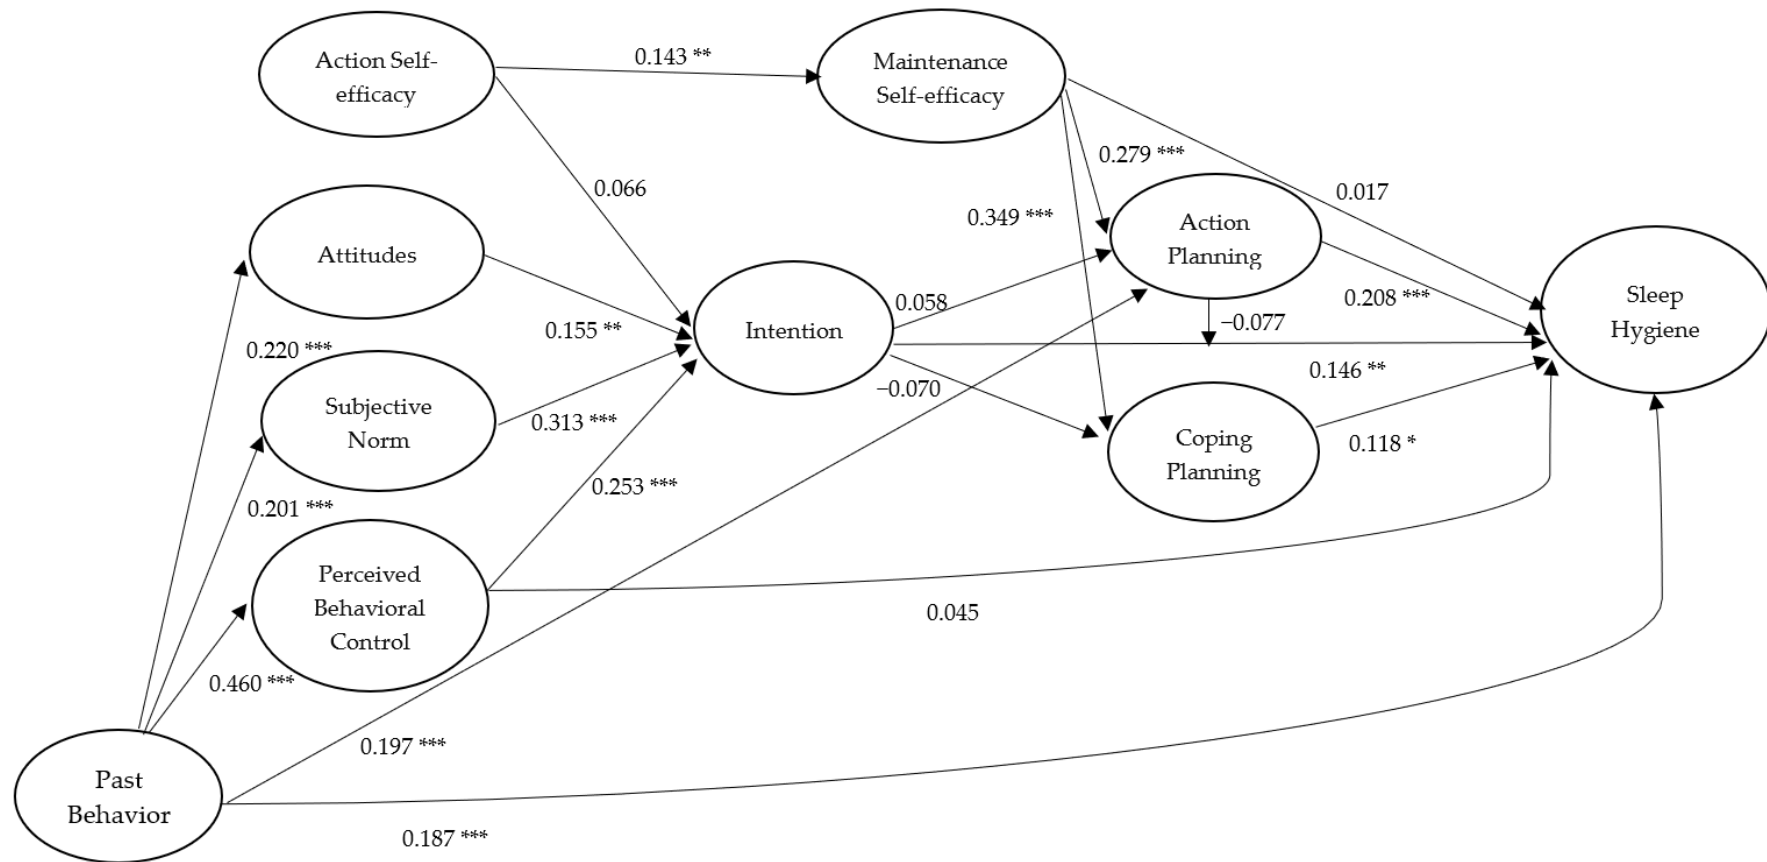 Action Self-
efficacy
0.143 **
Maintenance
Self-efficacy
0.279 ***
0.066
0.017
0.349 ***
Action
Planning
Attitudes
0.058
0.208 ***
Sleep
Hygiene
Intention
−0.077
0.155 **
0.220 ***
−0.070
0.146 **
Subjective
Norm
0.313 ***
Coping
Planning
0.118 *
0.253 ***
0.201 ***
Perceived
Behavioral
Control
0.045
0.460 ***
0.197 ***
Past
Behavior
0.187 ***